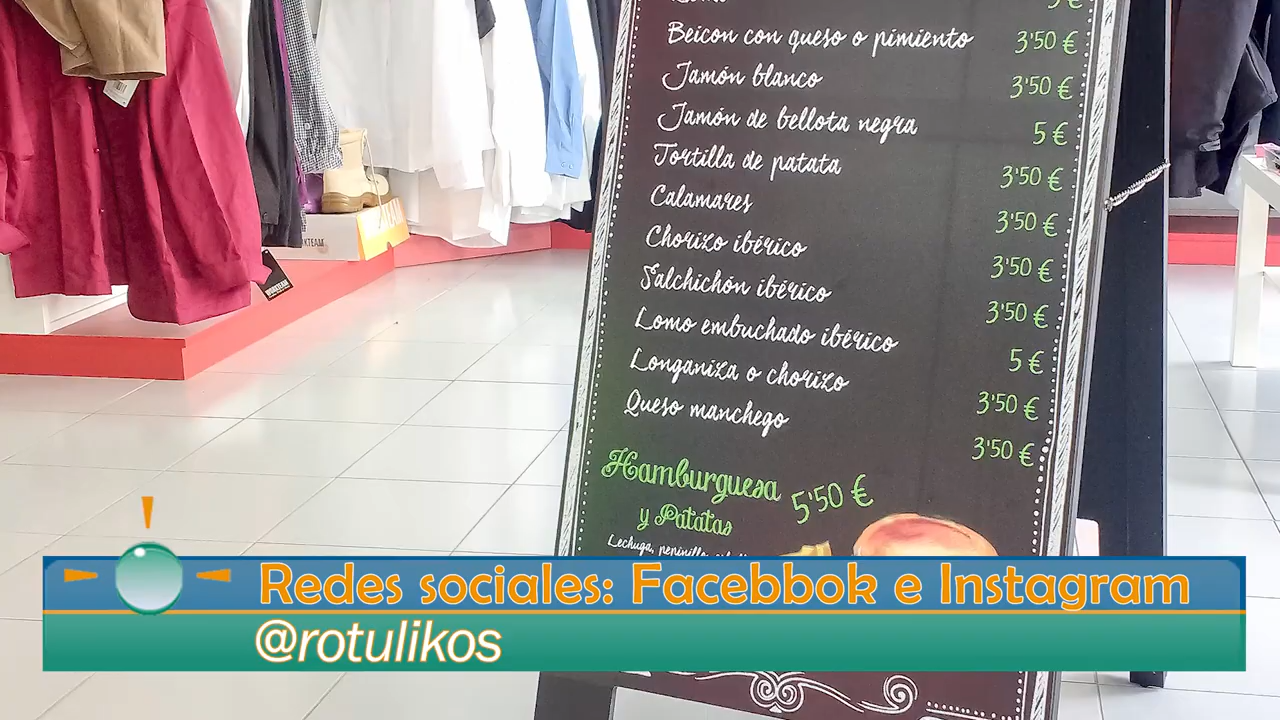 Beicon con queso o pimiento 3'50 €
Jamón blanco 3'50 €
Jamón de bellota negra 5 €
Tortilla de patata 3'50 €
Calamares 3'50 €
Chorizo ibérico 3'50 €
Salchichón ibérico 3'50 €
Lomo embuchado ibérico 5 €
Longaniza o chorizo 3'50 €
Queso manchego 3'50 €
Hamburguesa 5'50 €
y Patatas
Lechuga, pepinillo,
Redes sociales: Facebbok e Instagram
@rotulikos